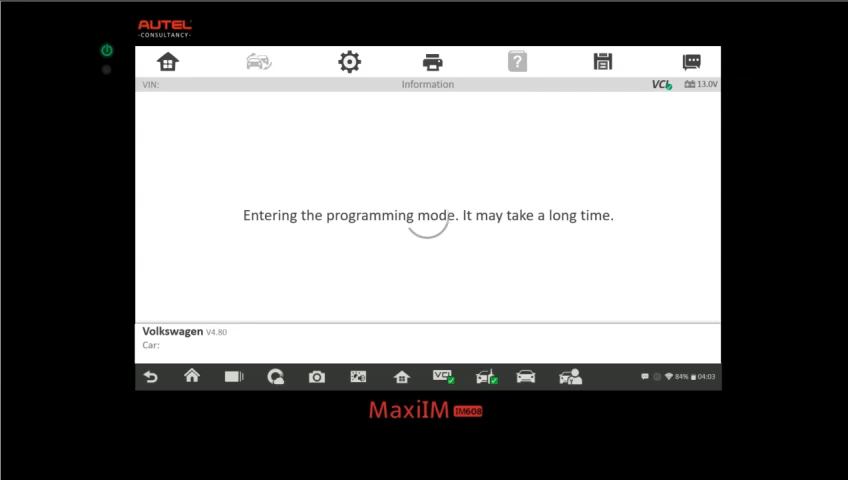 AUTEL
-CONSULTANCY-
VIN:
Information
VCI
13.0V
Entering the programming mode. It may take a long time.
Volkswagen V4.80
Car:
VCI
84% 04:03
MaxiIM IM608